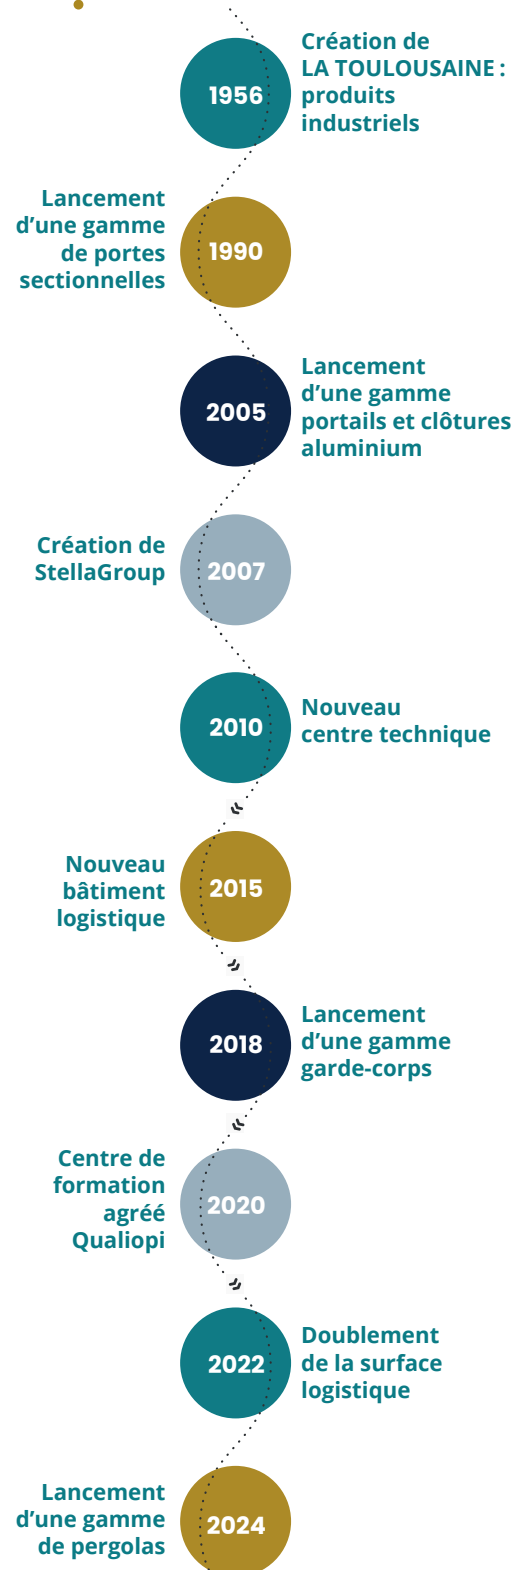 1956
Création de
LA TOULOUSAINE :
produits
industriels
Lancement
d’une gamme
de portes
sectionnelles
1990
2005
Lancement
d’une gamme
portails et clôtures
aluminium
Création de
StellaGroup
2007
2010
Nouveau
centre technique
Nouveau
bâtiment
logistique
2015
2018
Lancement
d’une gamme
garde-corps
Centre de
formation
agréé
Qualiopi
2020
2022
Doublement
de la surface
logistique
Lancement
d’une gamme
de pergolas
2024